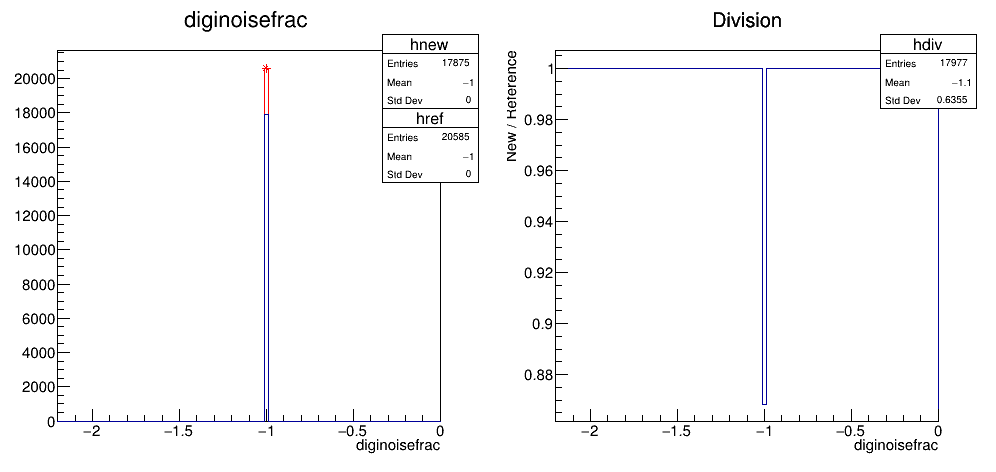 diginoisefrac
hnew
Entries 17875
Mean −1
Std Dev 0
href
Entries 20585
Mean −1
Std Dev 0
20000
18000
16000
14000
12000
10000
8000
6000
4000
2000
0
−2 −1.5 −1 −0.5 0
diginoisefrac
Division
hdiv
Entries 17977
Mean −1.1
Std Dev 0.6355
New / Reference
1
0.98
0.96
0.94
0.92
0.9
0.88
−2 −1.5 −1 −0.5 0
diginoisefrac